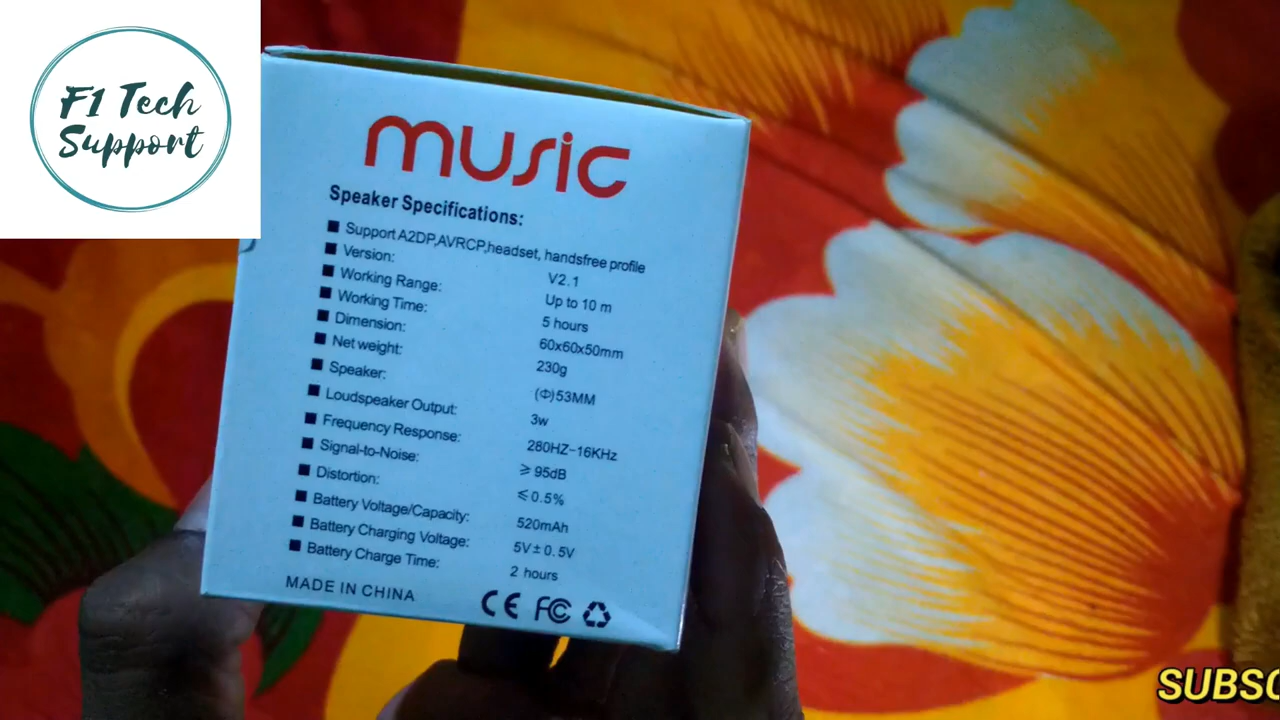 F1 Tech
Support
music
Speaker Specifications:
■ Support A2DP,AVRCP,headset, handsfree profile
■ Version: V2.1
■ Working Range: Up to 10 m
■ Working Time: 5 hours
■ Dimension: 60x60x50mm
■ Net weight: 230g
■ Speaker: (Φ)53MM
■ Loudspeaker Output: 3w
■ Frequency Response: 280HZ-16KHz
■ Signal-to-Noise: ≥95dB
■ Distortion: ≤0.5%
■ Battery Voltage/Capacity: 520mAh
■ Battery Charging Voltage: 5V±0.5V
■ Battery Charge Time: 2 hours
MADE IN CHINA CE FC
SUBSC